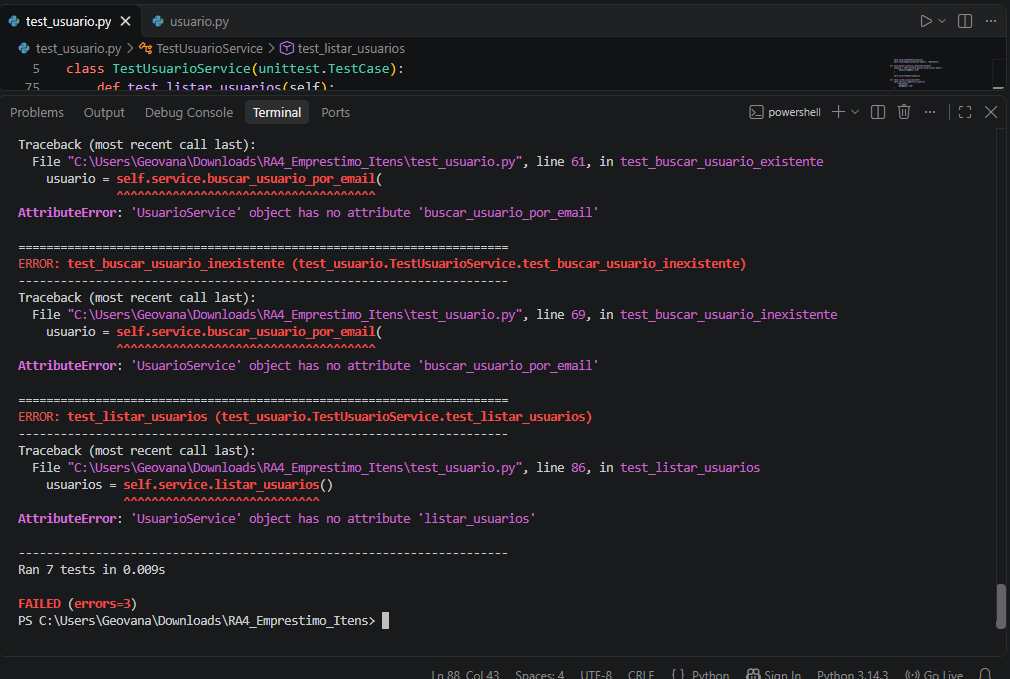 test_usuario.py
usuario.py
test_usuario.py > TestUsuarioService > test_listar_usuarios
5 class TestUsuarioService(unittest.TestCase):
75 def test_listar_usuarios(self):
Problems Output Debug Console Terminal Ports
powershell
Traceback (most recent call last):
File "C:\Users\Geovana\Downloads\RA4_Emprestimo_Itens\test_usuario.py", line 61, in test_buscar_usuario_existente
usuario = self.service.buscar_usuario_por_email(
^^^^^^^^^^^^^^^^^^^^^^^^^^^^^^^^^^^^^
AttributeError: 'UsuarioService' object has no attribute 'buscar_usuario_por_email'
======================================================================
ERROR: test_buscar_usuario_inexistente (test_usuario.TestUsuarioService.test_buscar_usuario_inexistente)
----------------------------------------------------------------------
Traceback (most recent call last):
File "C:\Users\Geovana\Downloads\RA4_Emprestimo_Itens\test_usuario.py", line 69, in test_buscar_usuario_inexistente
usuario = self.service.buscar_usuario_por_email(
^^^^^^^^^^^^^^^^^^^^^^^^^^^^^^^^^^^^^
AttributeError: 'UsuarioService' object has no attribute 'buscar_usuario_por_email'
======================================================================
ERROR: test_listar_usuarios (test_usuario.TestUsuarioService.test_listar_usuarios)
----------------------------------------------------------------------
Traceback (most recent call last):
File "C:\Users\Geovana\Downloads\RA4_Emprestimo_Itens\test_usuario.py", line 86, in test_listar_usuarios
usuarios = self.service.listar_usuarios()
^^^^^^^^^^^^^^^^^^^^^^^^^^^^
AttributeError: 'UsuarioService' object has no attribute 'listar_usuarios'
----------------------------------------------------------------------
Ran 7 tests in 0.009s
FAILED (errors=3)
PS C:\Users\Geovana\Downloads\RA4_Emprestimo_Itens>
Ln 88, Col 43 Spaces: 4 UTF-8 CRLF {} Python Sign In Python 3.14.3 Go Live